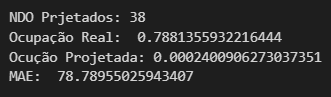 NDO Prjetados: 38
Ocupação Real:  0.7881355932216444
Ocução Projetada: 0.0002400906273037351
MAE:  78.78955025943407